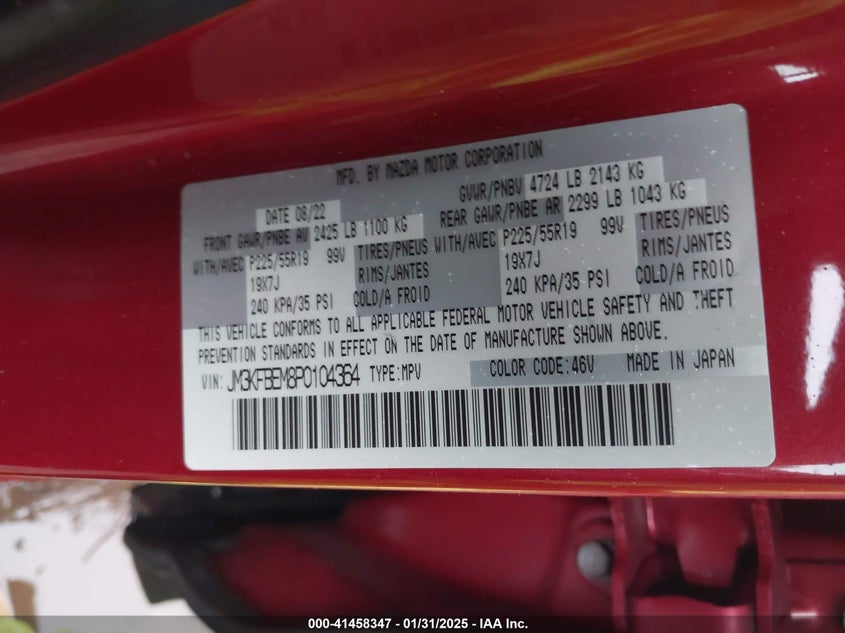 MFD. BY MAZDA MOTOR CORPORATION
DATE 08/22 GVWR/PNBV 4724 LB 2143 KG
FRONT GAWR/PNBE AV 2425 LB 1100 KG REAR GAWR/PNBE AR 2299 LB 1043 KG
WITH/AVEC P225/55R19 99V TIRES/PNEUS WITH/AVEC P225/55R19 99V TIRES/PNEUS
19X7J RIMS/JANTES 19X7J RIMS/JANTES
240 KPA/35 PSI COLD/A FROID 240 KPA/35 PSI COLD/A FROID
THIS VEHICLE CONFORMS TO ALL APPLICABLE FEDERAL MOTOR VEHICLE SAFETY AND THEFT
PREVENTION STANDARDS IN EFFECT ON THE DATE OF MANUFACTURE SHOWN ABOVE.
VIN: JM3KFBEM8P0104364 TYPE:MPV COLOR CODE:46V MADE IN JAPAN
000-41458347 - 01/31/2025 - IAA Inc.